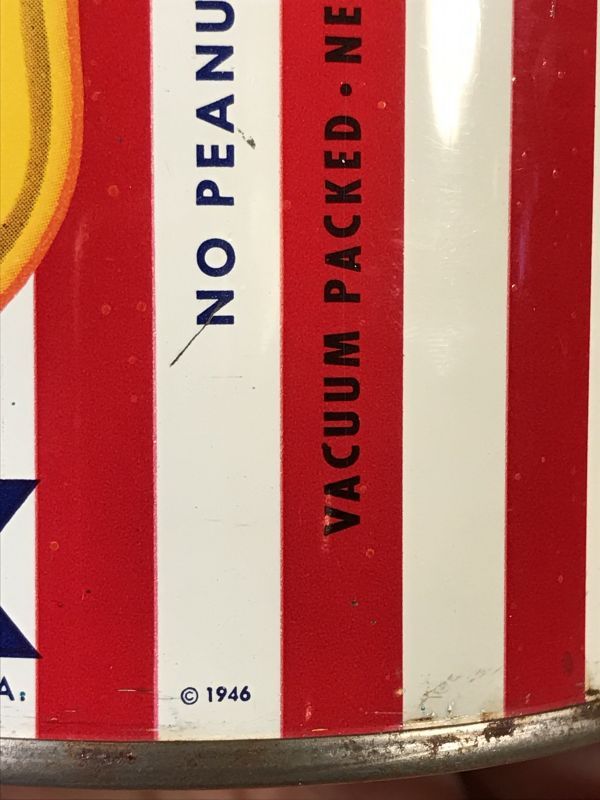 NO PEANU
VACUUM PACKED • NE
A.
© 1946